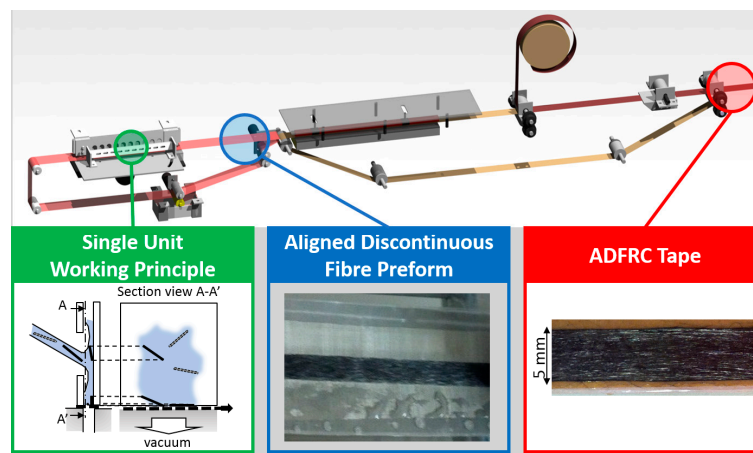 Single Unit
Working Principle
Section view A-A’
A
A’
vacuum
Aligned Discontinuous
Fibre Preform
ADFRC Tape
5 mm